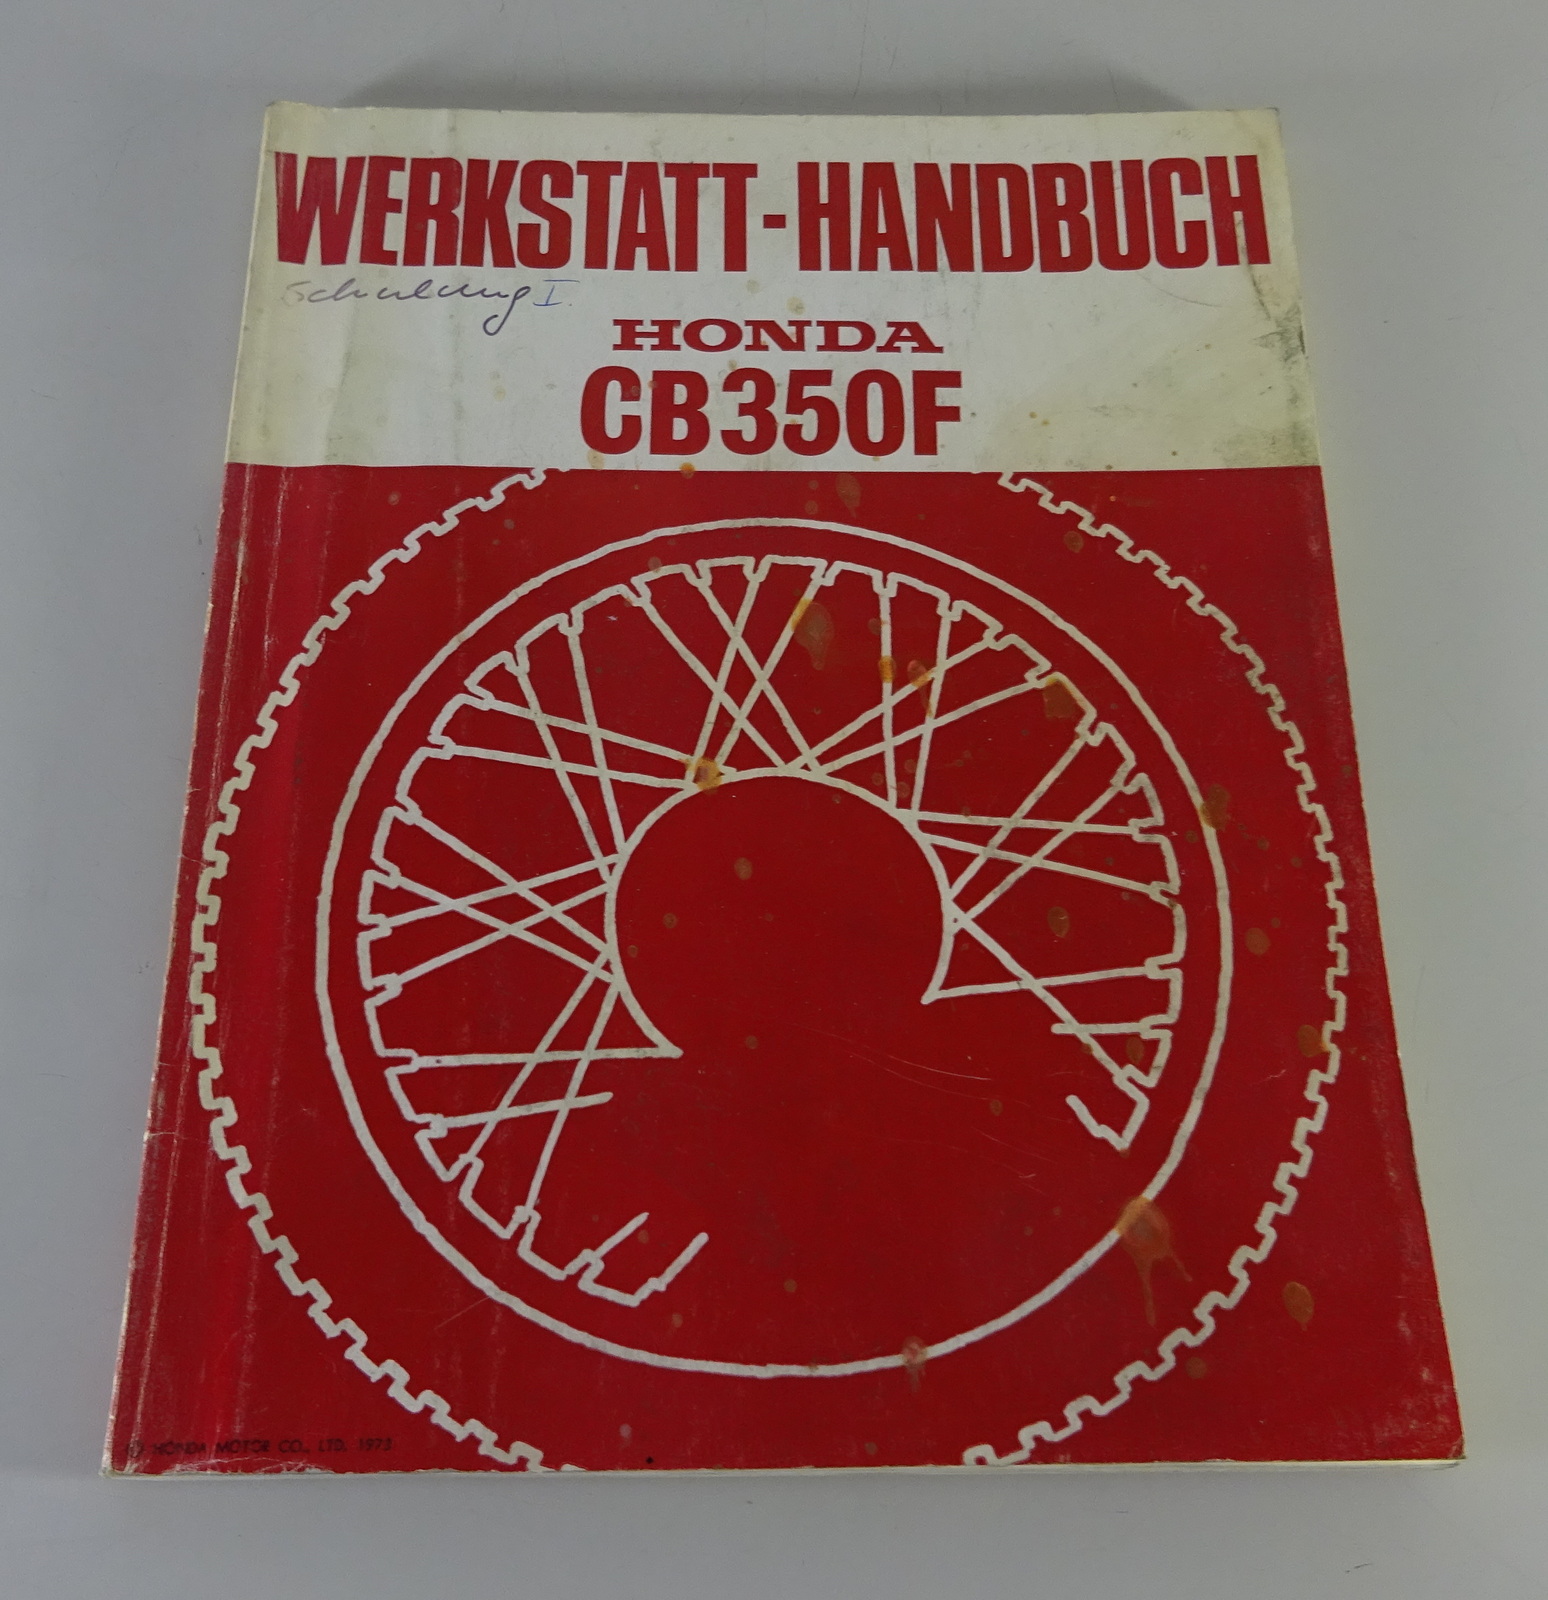 WERKSTATT-HANDBUCH
Schulung I.
HONDA
CB350F
© HONDA MOTOR CO., LTD. 1973